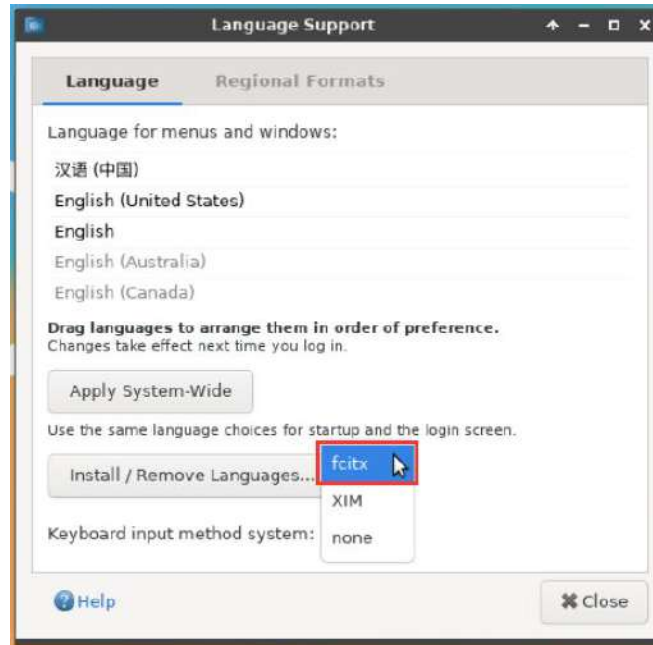 Language Support
Language Regional Formats
Language for menus and windows:
汉语 (中国)
English (United States)
English
English (Australia)
English (Canada)
Drag languages to arrange them in order of preference.
Changes take effect next time you log in.
Apply System-Wide
Use the same language choices for startup and the login screen.
Install / Remove Languages...
fcitx
XIM
Keyboard input method system:
none
Help
Close